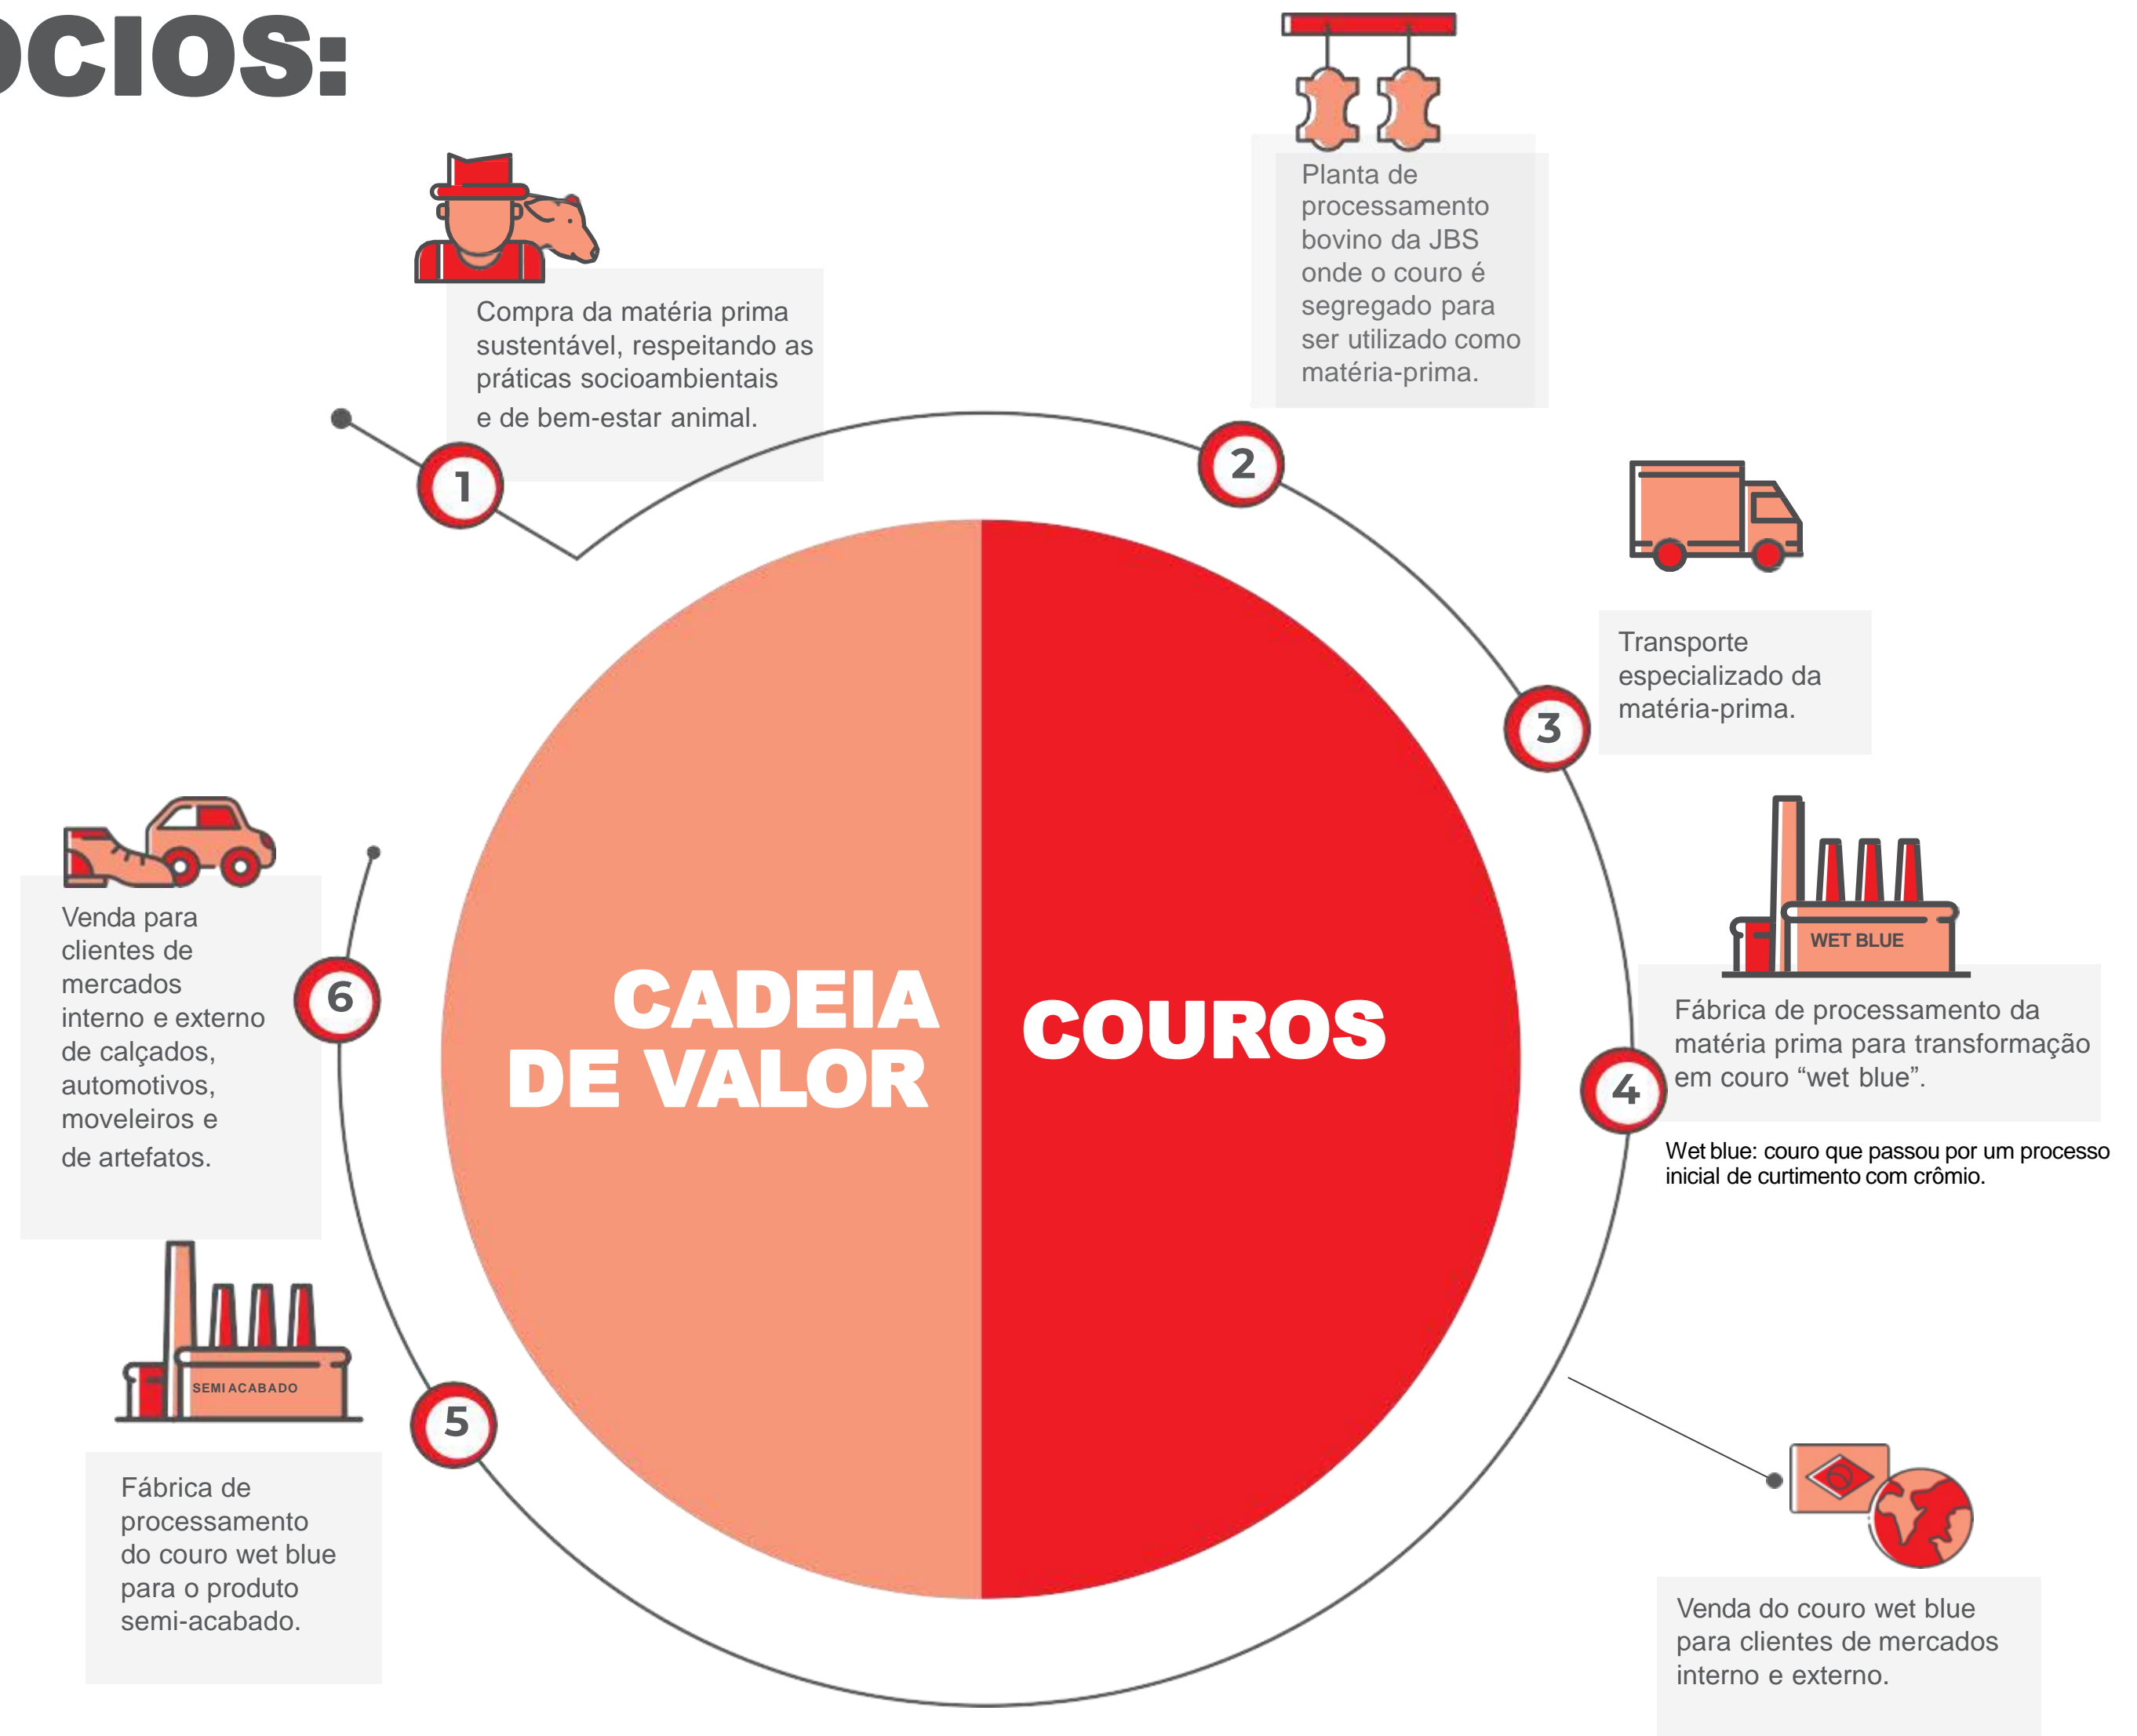 OCIOS:
1
Compra da matéria prima
sustentável, respeitando as
práticas socioambientais
e de bem-estar animal.
2
Planta de
processamento
bovino da JBS
onde o couro é
segregado para
ser utilizado como
matéria-prima.
3
Transporte
especializado da
matéria-prima.
4
WET BLUE
Fábrica de processamento da
matéria prima para transformação
em couro “wet blue”.
Wet blue: couro que passou por um processo
inicial de curtimento com crômio.
Venda do couro wet blue
para clientes de mercados
interno e externo.
5
SEMI ACABADO
Fábrica de
processamento
do couro wet blue
para o produto
semi-acabado.
6
Venda para
clientes de
mercados
interno e externo
de calçados,
automotivos,
moveleiros e
de artefatos.
CADEIA
DE VALOR
COUROS